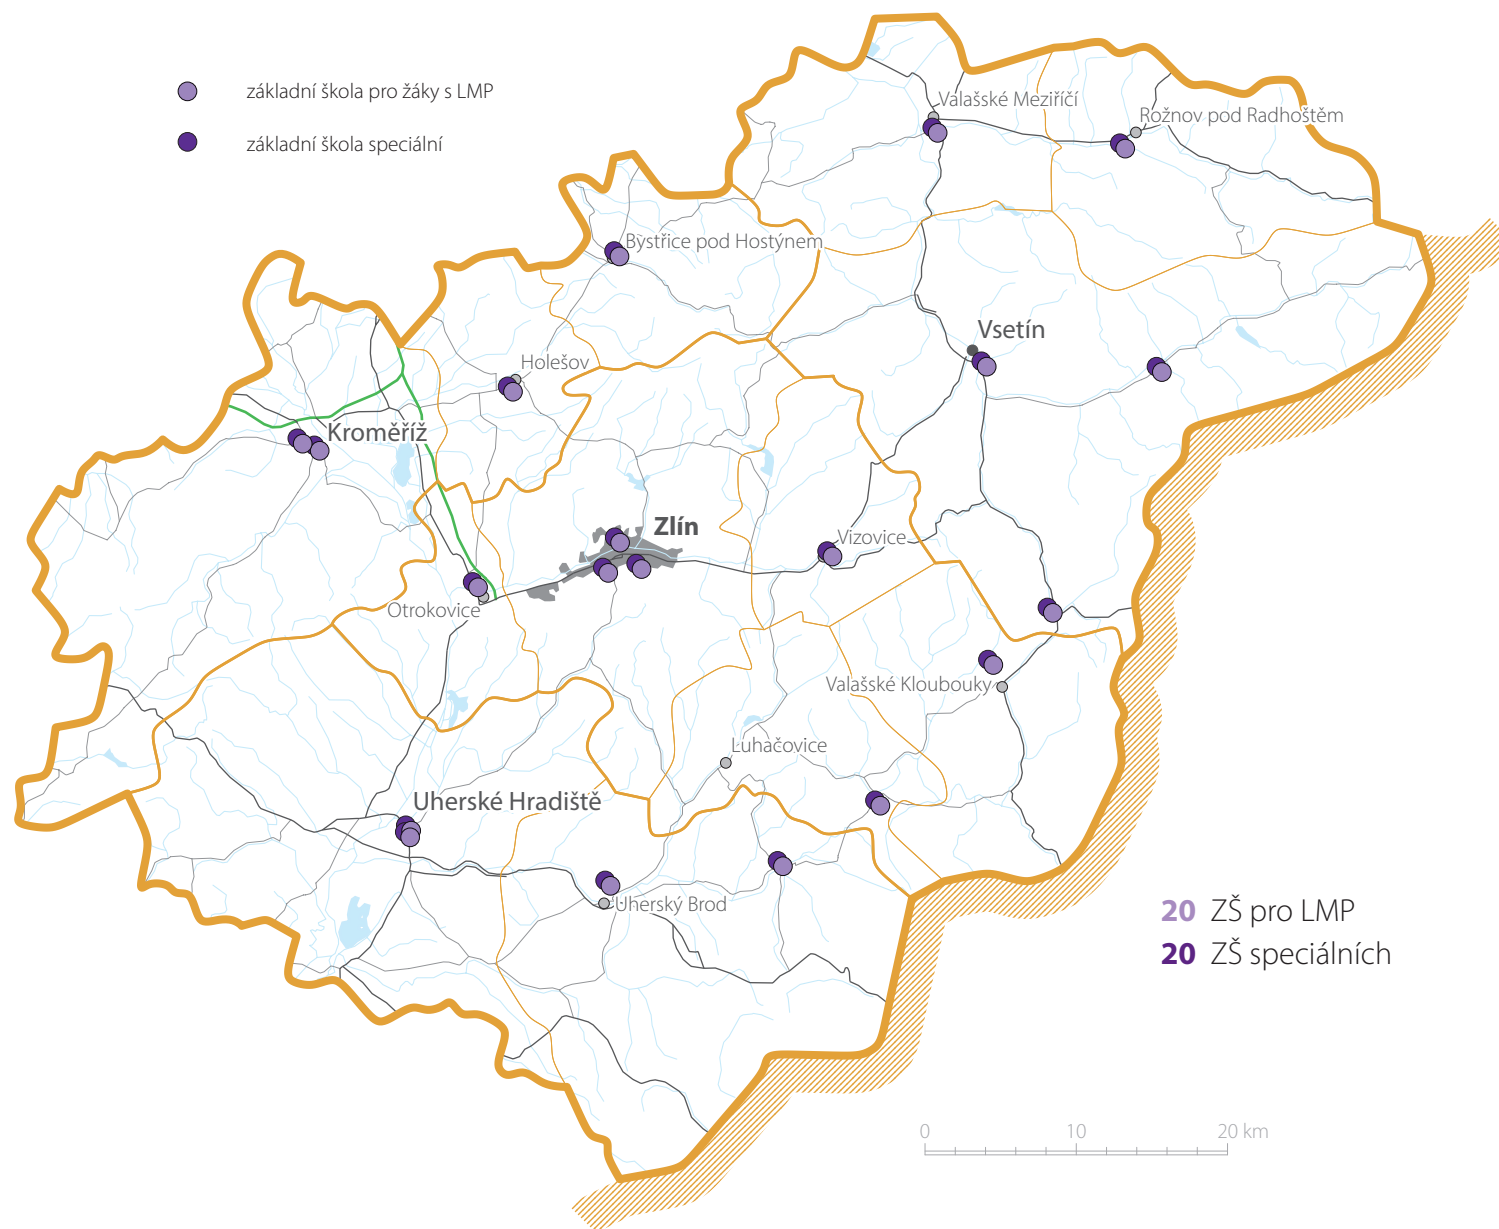 základní škola pro žáky s LMP
základní škola speciální
Valašské Meziříčí
Rožnov pod Radhoštěm
Bystřice pod Hostýnem
Vsetín
Holešov
Kroměříž
Zlín
Vizovice
Otrokovice
Valašské Kloubouky
Luhačovice
Uherské Hradiště
Uherský Brod
20 ZŠ pro LMP
20 ZŠ speciálních
0 10 20 km